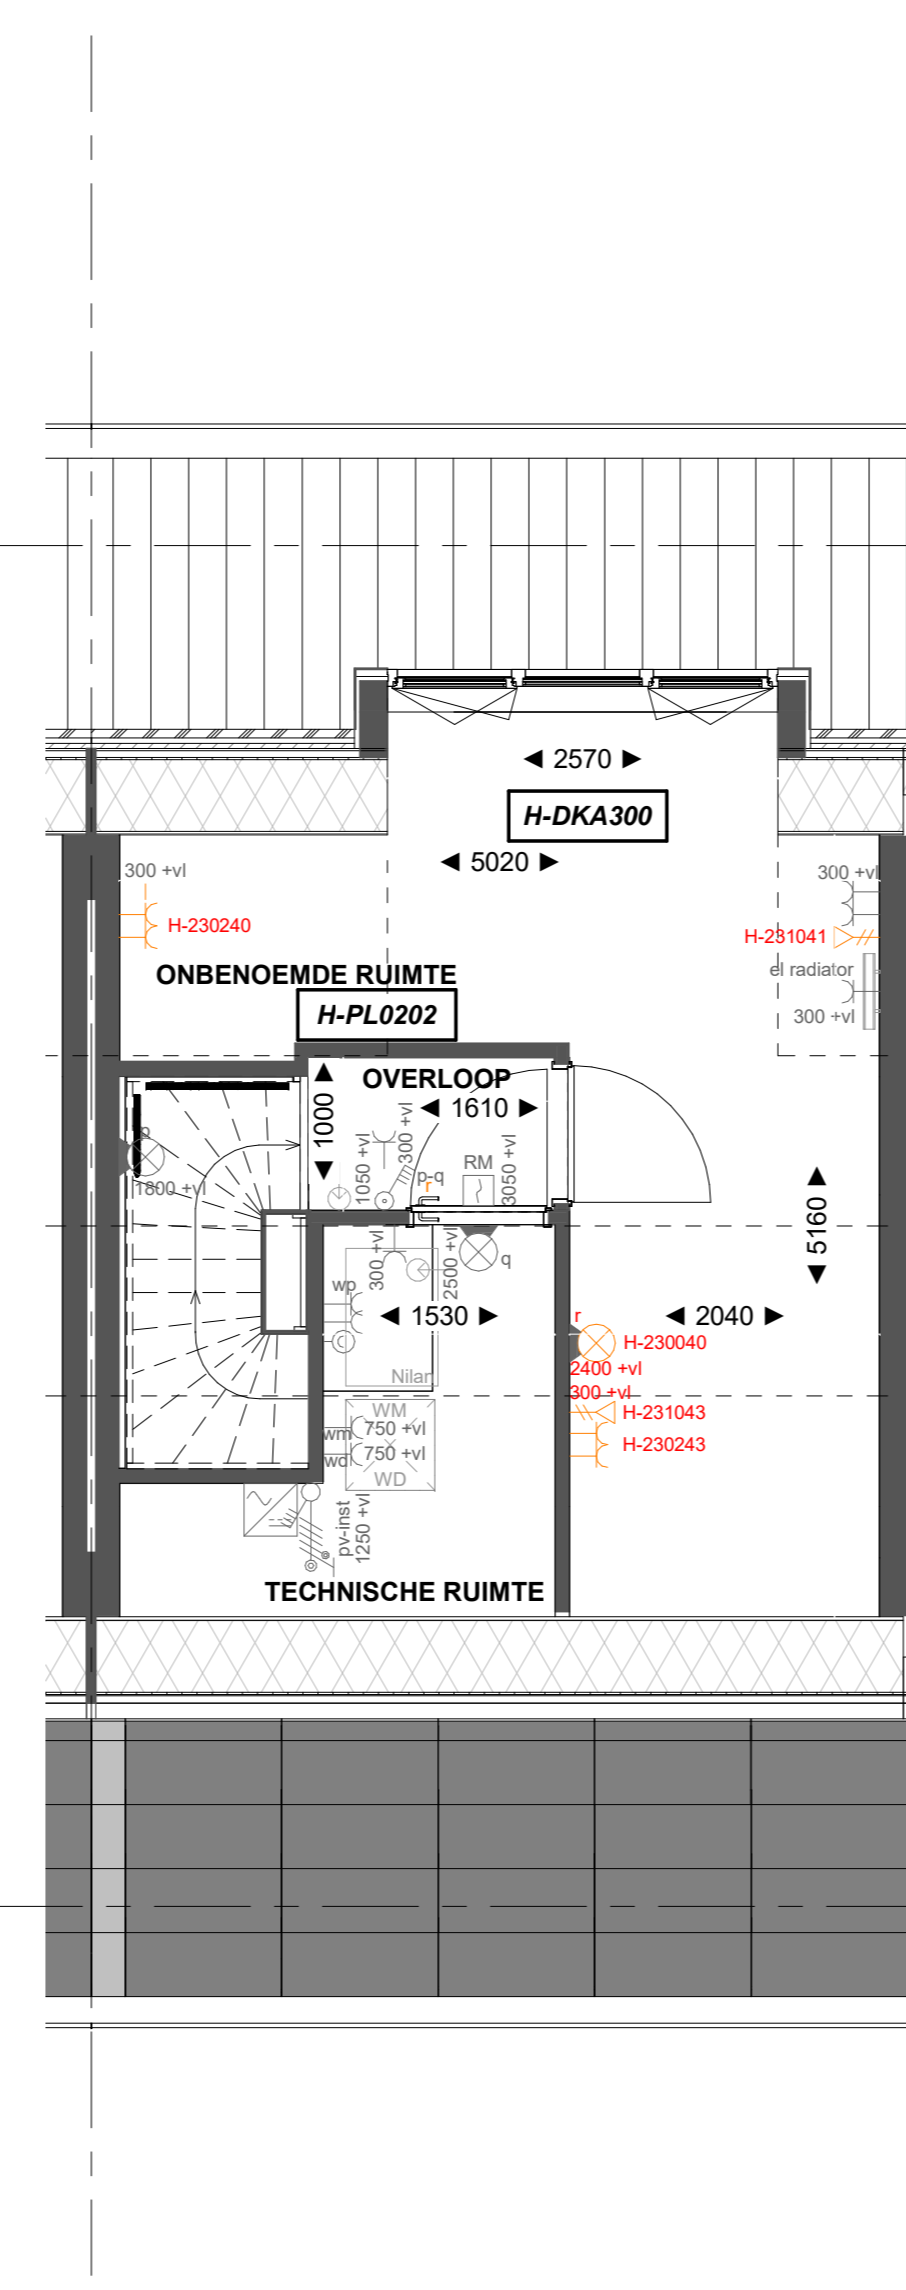 2570
H-DKA300
5020
300 +vl
H-230240
300 +vl
H-231041
el radiator
300 +vl
ONBENOEMDE RUIMTE
H-PL0202
OVERLOOP
1000
1610
300 +vl
1050 +vl
p-q
r
RM
3050 +vl
p
1800 +vl
5160
300 +vl
2500 +vl
q
wp
1530
2040
Nilan
r
H-230040
2400 +vl
300 +vl
H-231043
H-230243
WM
wm
750 +vl
wd
750 +vl
WD
pv-inst
1250 +vl
TECHNISCHE RUIMTE